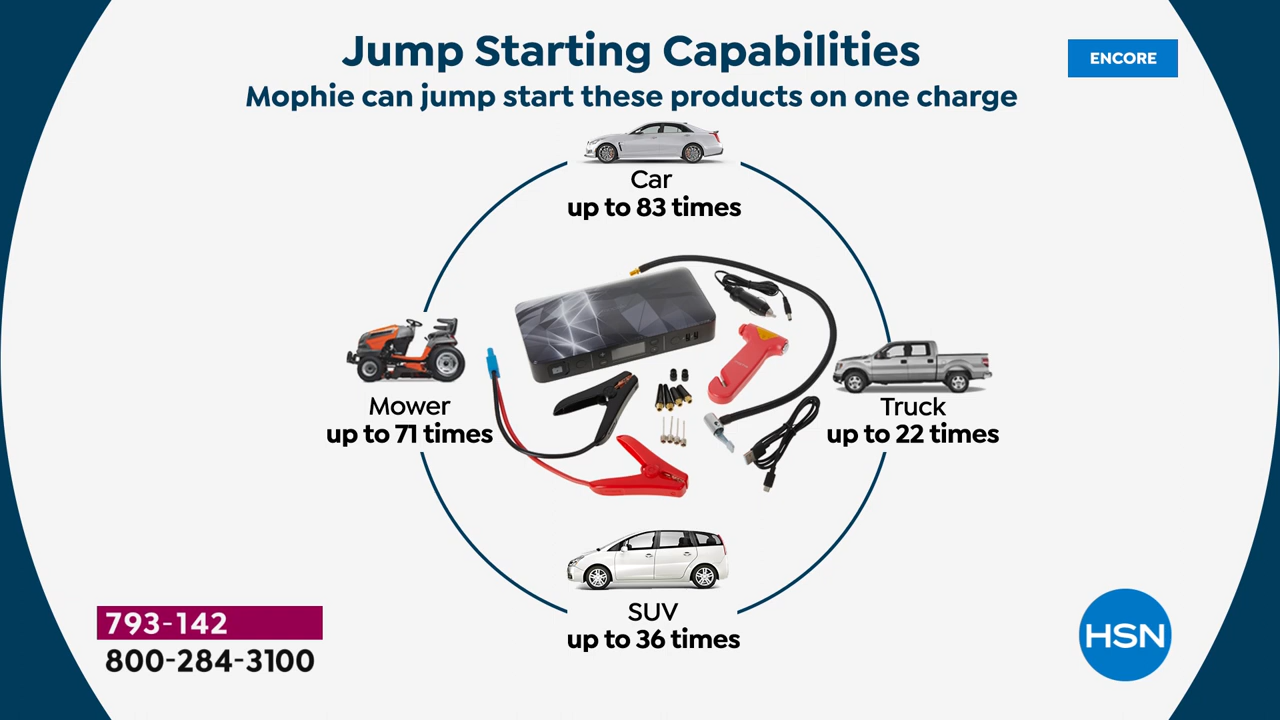 Jump Starting Capabilities
ENCORE
Mophie can jump start these products on one charge
Car
up to 83 times
Mower
up to 71 times
Truck
up to 22 times
SUV
up to 36 times
793-142
800-284-3100
HSN